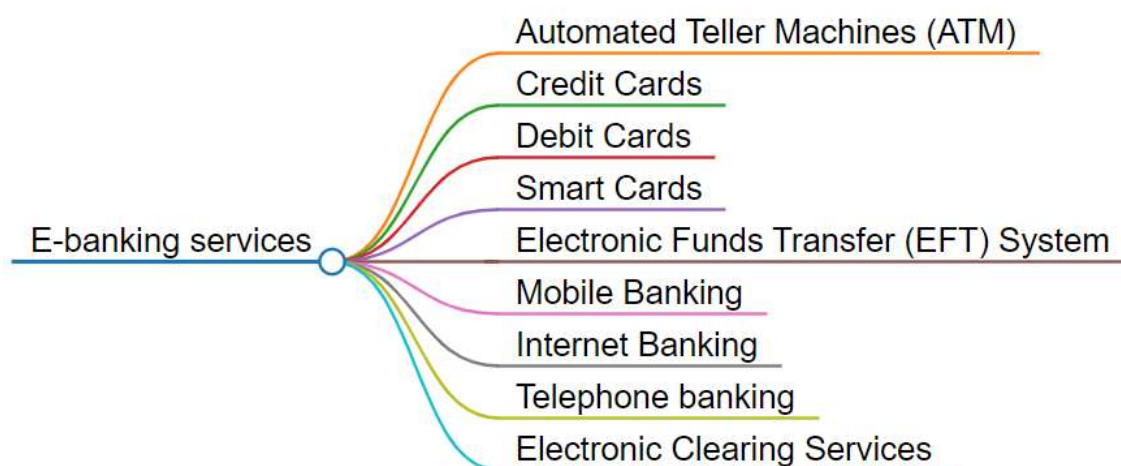 Automated Teller Machines (ATM)
Credit Cards
Debit Cards
Smart Cards
E-banking services
Electronic Funds Transfer (EFT) System
Mobile Banking
Internet Banking
Telephone banking
Electronic Clearing Services